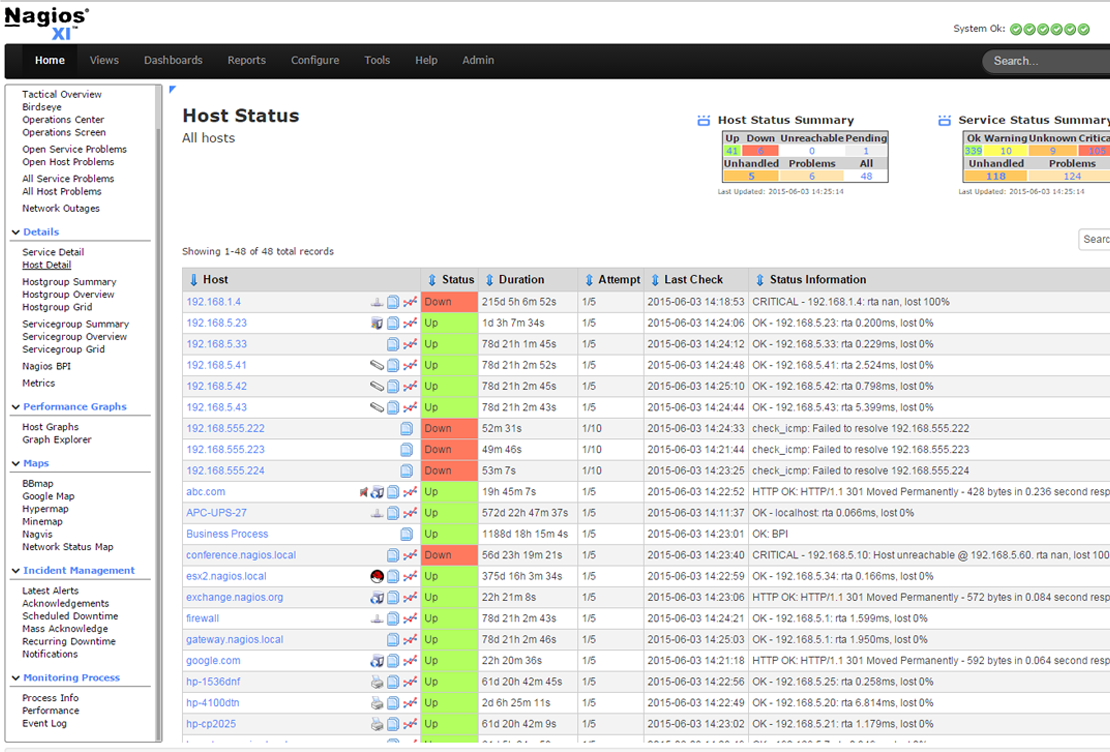 Nagios®
XI™
System Ok:
Home Views Dashboards Reports Configure Tools Help Admin
Search...
Tactical Overview
Birdseye
Operations Center
Operations Screen
Open Service Problems
Open Host Problems
All Service Problems
All Host Problems
Network Outages
Details
Service Detail
Host Detail
Hostgroup Summary
Hostgroup Overview
Hostgroup Grid
Servicegroup Summary
Servicegroup Overview
Servicegroup Grid
Nagios BPI
Metrics
Performance Graphs
Host Graphs
Graph Explorer
Maps
BBmap
Google Map
Hypermap
Minemap
Nagvis
Network Status Map
Incident Management
Latest Alerts
Acknowledgements
Scheduled Downtime
Mass Acknowledge
Recurring Downtime
Notifications
Monitoring Process
Process Info
Performance
Event Log
Host Status
All hosts
Host Status Summary
Up Down Unreachable Pending
41 6 0 1
Unhandled Problems All
5 6 48
Last Updated: 2015-06-03 14:25:14
Service Status Summary
Ok Warning Unknown Critica
339 10 9 105
Unhandled Problems
118 124
Last Updated: 2015-06-03 14:25:14
Showing 1-48 of 48 total records
Searc
Host Status Duration Attempt Last Check Status Information
192.168.1.4 Down 215d 5h 6m 52s 1/5 2015-06-03 14:18:53 CRITICAL - 192.168.1.4: rta nan, lost 100%
192.168.5.23 Up 1d 3h 7m 34s 1/5 2015-06-03 14:24:06 OK - 192.168.5.23: rta 0.200ms, lost 0%
192.168.5.33 Up 78d 21h 1m 45s 1/5 2015-06-03 14:24:12 OK - 192.168.5.33: rta 0.229ms, lost 0%
192.168.5.41 Up 78d 21h 2m 52s 1/5 2015-06-03 14:24:48 OK - 192.168.5.41: rta 2.524ms, lost 0%
192.168.5.42 Up 78d 21h 2m 45s 1/5 2015-06-03 14:25:10 OK - 192.168.5.42: rta 0.798ms, lost 0%
192.168.5.43 Up 78d 21h 2m 43s 1/5 2015-06-03 14:24:44 OK - 192.168.5.43: rta 5.399ms, lost 0%
192.168.555.222 Down 52m 31s 1/10 2015-06-03 14:24:33 check_icmp: Failed to resolve 192.168.555.222
192.168.555.223 Down 49m 46s 1/10 2015-06-03 14:21:44 check_icmp: Failed to resolve 192.168.555.223
192.168.555.224 Down 53m 7s 1/10 2015-06-03 14:23:25 check_icmp: Failed to resolve 192.168.555.224
abc.com Up 19h 45m 7s 1/5 2015-06-03 14:22:52 HTTP OK: HTTP/1.1 301 Moved Permanently - 428 bytes in 0.236 second resp
APC-UPS-27 Up 572d 22h 47m 37s 1/5 2015-06-03 14:11:37 OK - localhost: rta 0.066ms, lost 0%
Business Process Up 1188d 18h 15m 4s 1/5 2015-06-03 14:23:01 OK: BPI
conference.nagios.local Down 56d 23h 19m 21s 1/5 2015-06-03 14:23:40 CRITICAL - 192.168.5.10: Host unreachable @ 192.168.5.60. rta nan, lost 100
esx2.nagios.local Up 375d 16h 3m 34s 1/5 2015-06-03 14:22:59 OK - 192.168.5.34: rta 0.166ms, lost 0%
exchange.nagios.org Up 22h 21m 8s 1/5 2015-06-03 14:23:06 HTTP OK: HTTP/1.1 301 Moved Permanently - 572 bytes in 0.084 second resp
firewall Up 78d 21h 2m 43s 1/5 2015-06-03 14:24:21 OK - 192.168.5.1: rta 1.599ms, lost 0%
gateway.nagios.local Up 78d 21h 2m 46s 1/5 2015-06-03 14:25:03 OK - 192.168.5.1: rta 1.950ms, lost 0%
google.com Up 22h 20m 36s 1/5 2015-06-03 14:21:18 HTTP OK: HTTP/1.1 301 Moved Permanently - 592 bytes in 0.064 second resp
hp-1536dnf Up 61d 20h 42m 45s 1/5 2015-06-03 14:22:56 OK - 192.168.5.25: rta 0.258ms, lost 0%
hp-4100dtn Up 2d 6h 25m 11s 1/5 2015-06-03 14:22:49 OK - 192.168.5.20: rta 6.814ms, lost 0%
hp-cp2025 Up 61d 20h 42m 9s 1/5 2015-06-03 14:23:02 OK - 192.168.5.21: rta 1.179ms, lost 0%